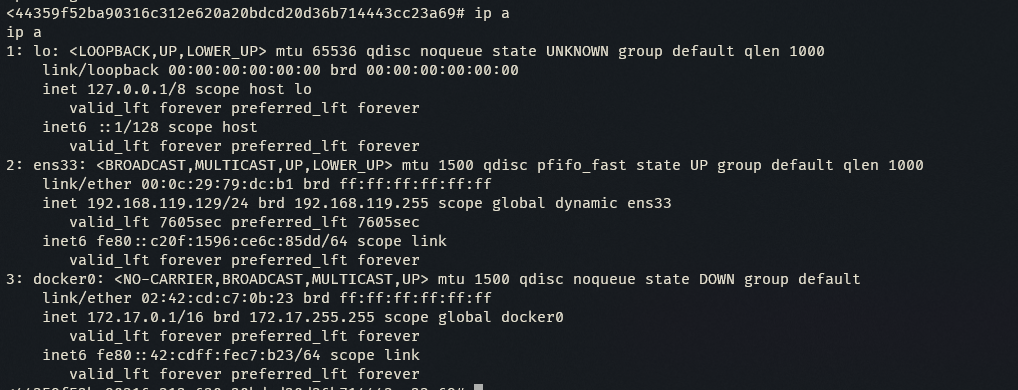 <44359f52ba90316c312e620a20bdcd20d36b714443cc23a69# ip a
ip a
1: lo: <LOOPBACK,UP,LOWER_UP> mtu 65536 qdisc noqueue state UNKNOWN group default qlen 1000
    link/loopback 00:00:00:00:00:00 brd 00:00:00:00:00:00
    inet 127.0.0.1/8 scope host lo
       valid_lft forever preferred_lft forever
    inet6 ::1/128 scope host
       valid_lft forever preferred_lft forever
2: ens33: <BROADCAST,MULTICAST,UP,LOWER_UP> mtu 1500 qdisc pfifo_fast state UP group default qlen 1000
    link/ether 00:0c:29:79:dc:b1 brd ff:ff:ff:ff:ff:ff
    inet 192.168.119.129/24 brd 192.168.119.255 scope global dynamic ens33
       valid_lft 7605sec preferred_lft 7605sec
    inet6 fe80::c20f:1596:ce6c:85dd/64 scope link
       valid_lft forever preferred_lft forever
3: docker0: <NO-CARRIER,BROADCAST,MULTICAST,UP> mtu 1500 qdisc noqueue state DOWN group default
    link/ether 02:42:cd:c7:0b:23 brd ff:ff:ff:ff:ff:ff
    inet 172.17.0.1/16 brd 172.17.255.255 scope global docker0
       valid_lft forever preferred_lft forever
    inet6 fe80::42:cdff:fec7:b23/64 scope link
       valid_lft forever preferred_lft forever